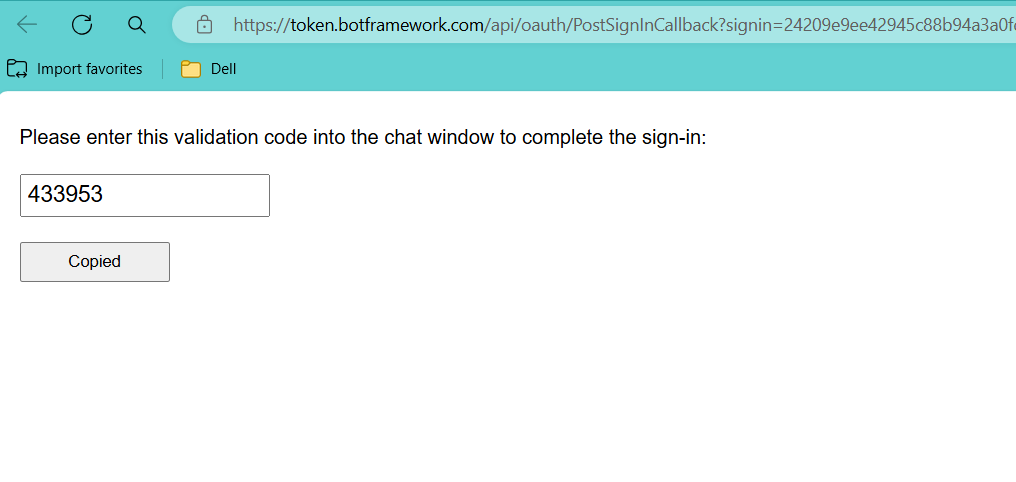 https://token.botframework.com/api/oauth/PostSignInCallback?signin=24209e9ee42945c88b94a3a0f
Import favorites Dell
Please enter this validation code into the chat window to complete the sign-in:
433953
Copied